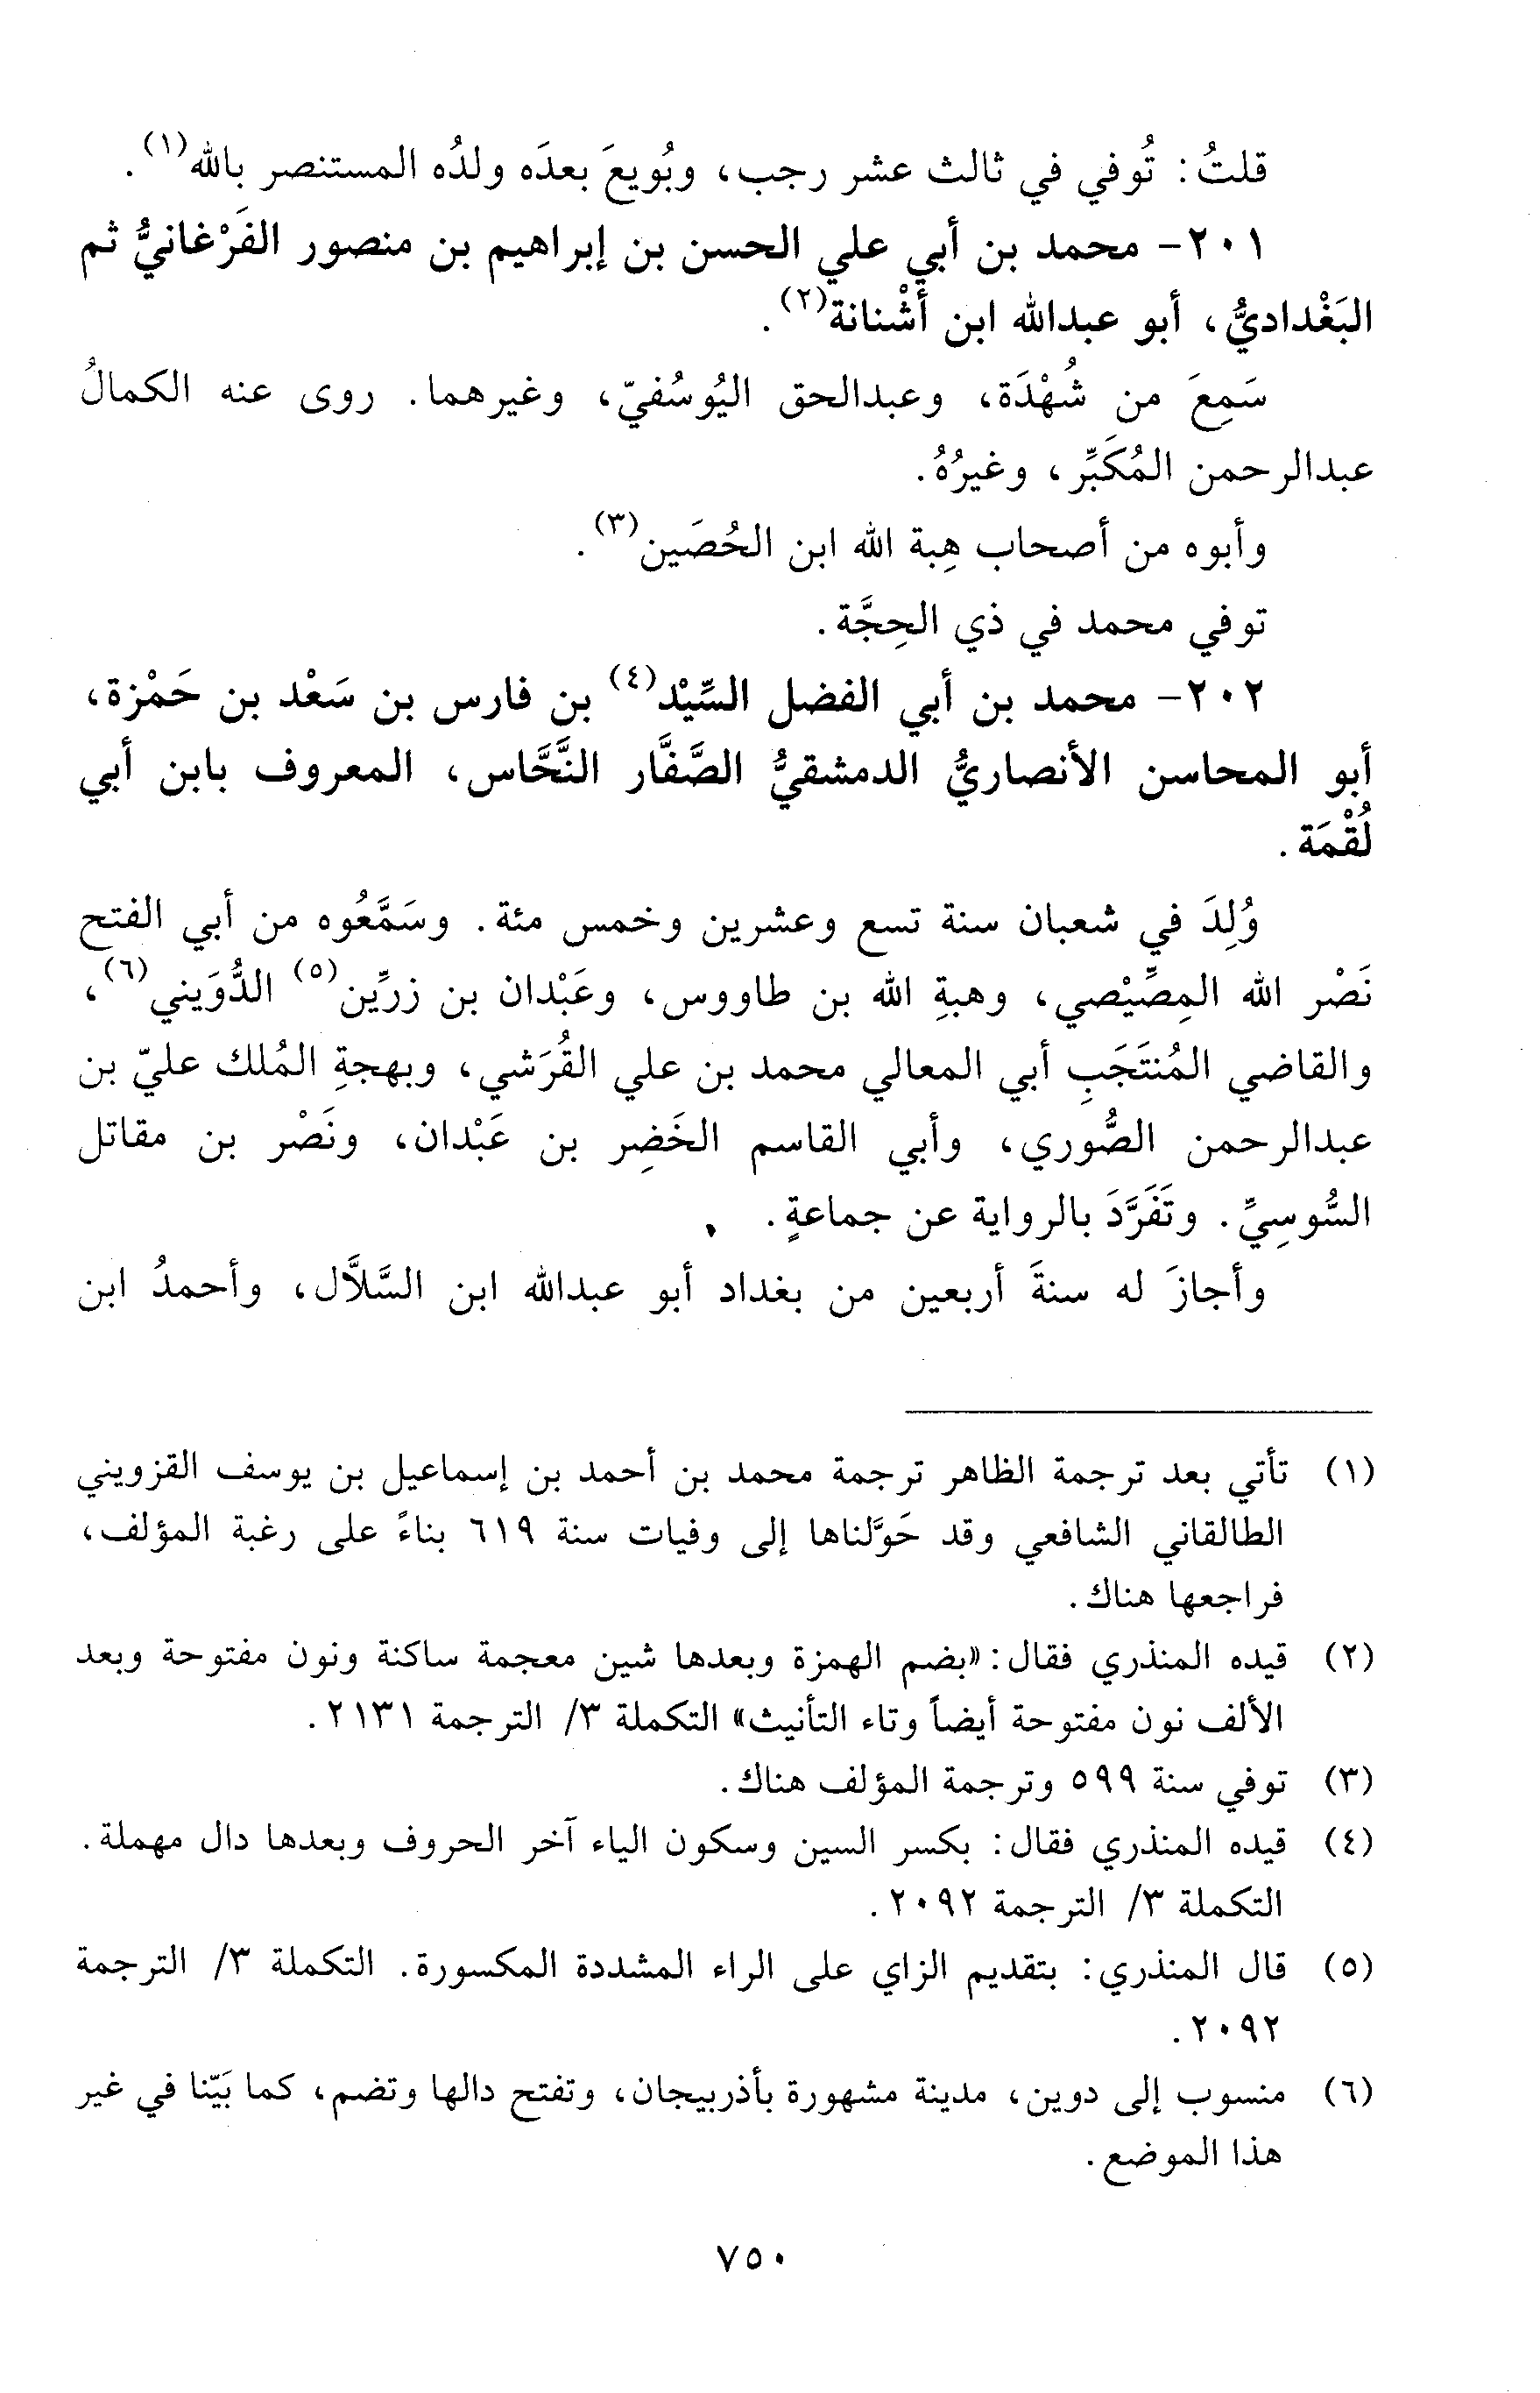 قلتُ: تُوفي في ثالث عشر رجب، وبُويعَ بعدَه ولدُه المستنصر بالله(١).
٢٠١- محمد بن أبي علي الحسن بن إبراهيم بن منصور الفَرْغانيُّ ثم
البَغْداديُّ، أبو عبدالله ابن أُشْنانة(٢).
سَمِعَ من شُهْدَة، وعبدالحق اليُوسُفيّ، وغيرهما. روى عنه الكمالُ
عبدالرحمن المُكَبِّر، وغيرُهُ.
وأبوه من أصحاب هِبة الله ابن الحُصَين(٣).
توفي محمد في ذي الحِجَّة.
٢٠٢- محمد بن أبي الفضل السِّيْد(٤) بن فارس بن سَعْد بن حَمْزة،
أبو المحاسن الأنصاريُّ الدمشقيُّ الصَّفَّار النَّحَّاس، المعروف بابن أبي
لُقْمَة.
وُلِدَ في شعبان سنة تسع وعشرين وخمس مئة. وسَمَّعُوه من أبي الفتح
نَصْر الله المِصِّيْصي، وهبةِ الله بن طاووس، وعَبْدان بن زرِّين(٥) الدُّوَيني(٦)،
والقاضي المُنتَجَبِ أبي المعالي محمد بن علي القُرَشي، وبهجةِ المُلك عليّ بن
عبدالرحمن الصُّوري، وأبي القاسم الخَضِر بن عَبْدان، ونَصْر بن مقاتل
السُّوسِيِّ. وتَفَرَّدَ بالرواية عن جماعةٍ.
وأجازَ له سنةَ أربعين من بغداد أبو عبدالله ابن السَّلاَّل، وأحمدُ ابن
(١) تأتي بعد ترجمة الظاهر ترجمة محمد بن أحمد بن إسماعيل بن يوسف القزويني
الطالقاني الشافعي وقد حَوَّلناها إلى وفيات سنة ٦١٩ بناءً على رغبة المؤلف،
فراجعها هناك.
(٢) قيده المنذري فقال: «بضم الهمزة وبعدها شين معجمة ساكنة ونون مفتوحة وبعد
الألف نون مفتوحة أيضاً وتاء التأنيث» التكملة ٣/ الترجمة ٢١٣١.
(٣) توفي سنة ٥٩٩ وترجمة المؤلف هناك.
(٤) قيده المنذري فقال: بكسر السين وسكون الياء آخر الحروف وبعدها دال مهملة.
التكملة ٣/ الترجمة ٢٠٩٢.
(٥) قال المنذري: بتقديم الزاي على الراء المشددة المكسورة. التكملة ٣/ الترجمة
٢٠٩٢.
(٦) منسوب إلى دوين، مدينة مشهورة بأذربيجان، وتفتح دالها وتضم، كما بَيّنا في غير
هذا الموضع.
٧٥٠